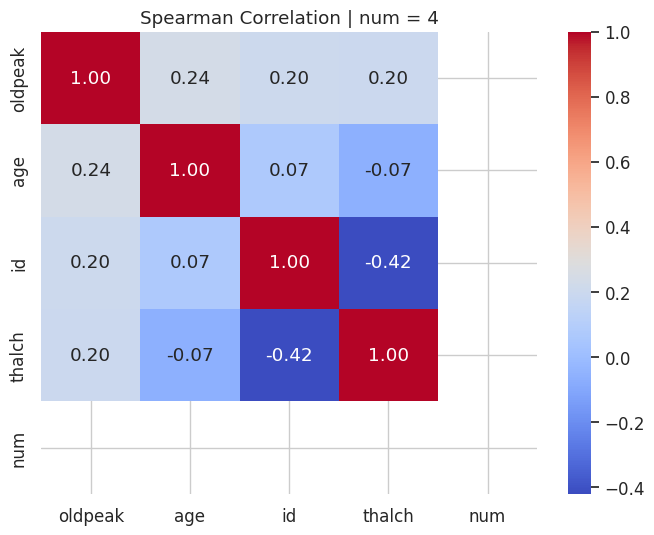 Spearman Correlation | num = 4
oldpeak 1.00 0.24 0.20 0.20
age 0.24 1.00 0.07 -0.07
id 0.20 0.07 1.00 -0.42
thalch 0.20 -0.07 -0.42 1.00
num
oldpeak age id thalch num
1.0
0.8
0.6
0.4
0.2
0.0
−0.2
−0.4